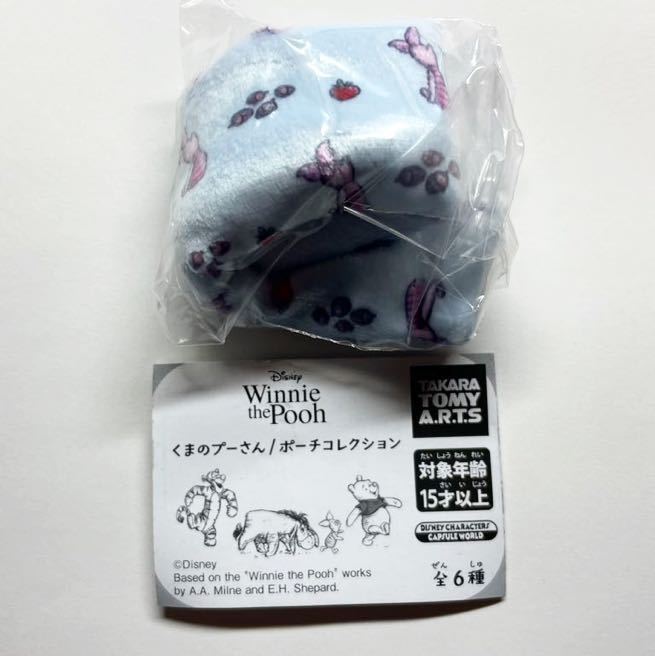 Disney
Winnie
the Pooh
くまのプーさん/ポーチコレクション
©Disney
Based on the "Winnie the Pooh" works
by A.A. Milne and E.H. Shepard.
TAKARA
TOMY
A.R.T.S
たいしょうねんれい
対象年齢
さいいじょう
15才以上
DISNEY CHARACTERS
CAPSULE WORLD
ぜん しゅ
全6種